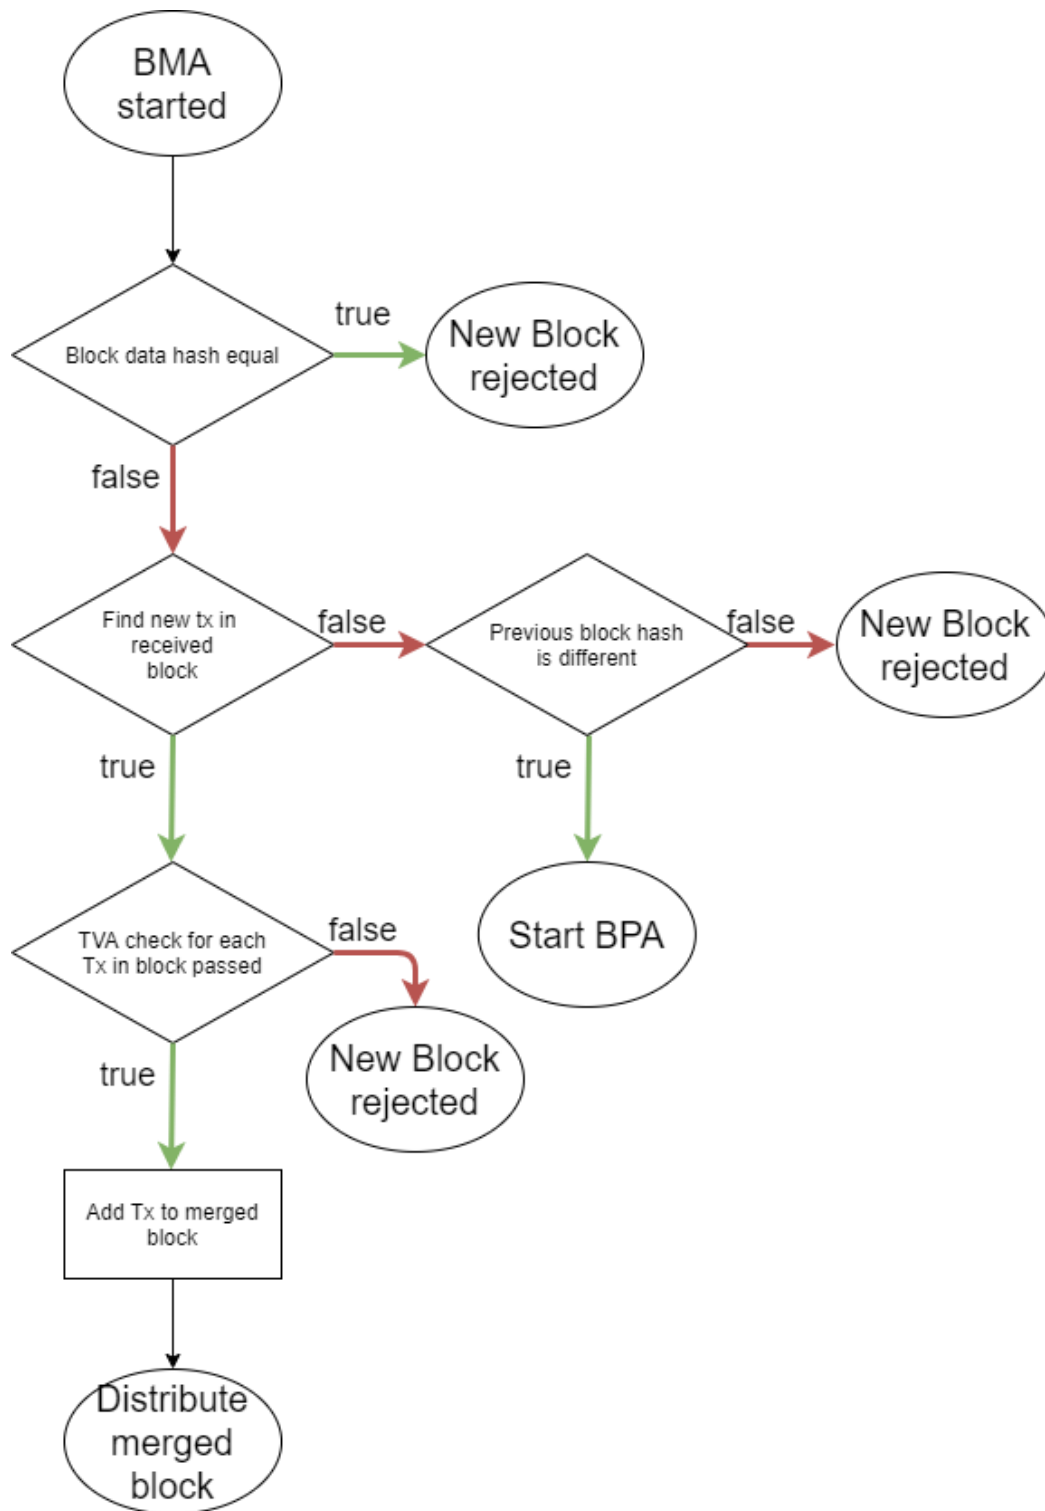 BMA
started
true
Block data hash equal
New Block
rejected
false
Find new tx in
received
block
false
Previous block hash
is different
false
New Block
rejected
true
true
TVA check for each
Tx in block passed
false
Start BPA
New Block
rejected
true
Add Tx to merged
block
Distribute
merged
block